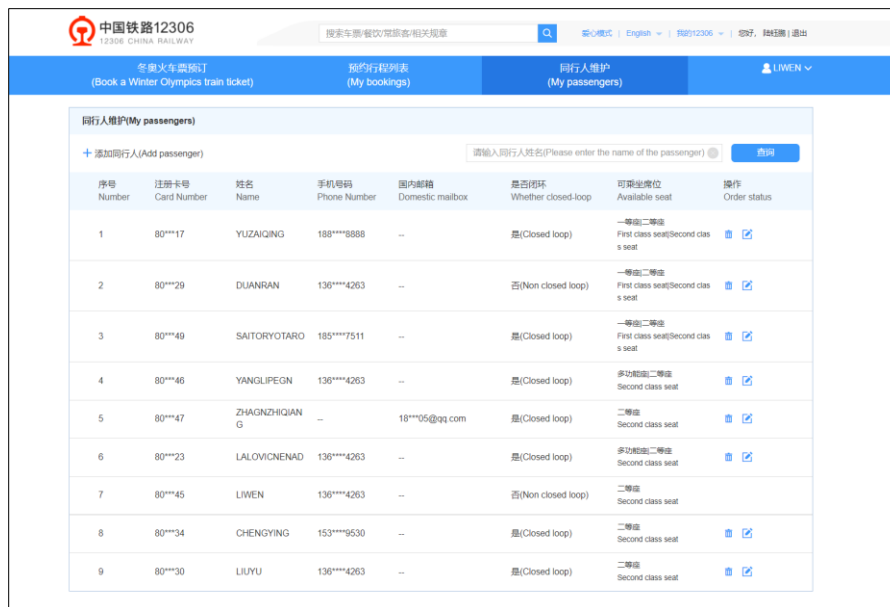 中国铁路12306
12306 CHINA RAILWAY
搜索车票/餐饮/常旅客/相关规章
爱心模式 | English | 我的12306 | 您好, | 退出
冬奥火车票预订
(Book a Winter Olympics train ticket)
预约行程列表
(My bookings)
同行人维护
(My passengers)
LIWEN
同行人维护(My passengers)
+ 添加同行人(Add passenger)
请输入同行人姓名(Please enter the name of the passenger)
查询
序号 注册卡号 姓名 手机号码 国内邮箱 是否闭环 可乘坐席位 操作
Number Card Number Name Phone Number Domestic mailbox Whether closed-loop Available seat Order status
1 80***17 YUZAIQING 188****8888 -- 是(Closed loop) 一等座|二等座
First class seat|Second clas
s seat
2 80***29 DUANRAN 136****4263 -- 否(Non closed loop) 一等座|二等座
First class seat|Second clas
s seat
3 80***49 SAITORYOTARO 185****7511 -- 是(Closed loop) 一等座|二等座
First class seat|Second clas
s seat
4 80***46 YANGLIPEGN 136****4263 -- 是(Closed loop) 多功能座|二等座
Second class seat
5 80***47 ZHAGNZHIQIAN
G -- 18***05@qq.com 是(Closed loop) 二等座
Second class seat
6 80***23 LALOVICNENAD 136****4263 -- 是(Closed loop) 多功能座|二等座
Second class seat
7 80***45 LIWEN 136****4263 -- 否(Non closed loop) 二等座
Second class seat
8 80***34 CHENGYING 153****9530 -- 是(Closed loop) 二等座
Second class seat
9 80***30 LIUYU 136****4263 -- 是(Closed loop) 二等座
Second class seat